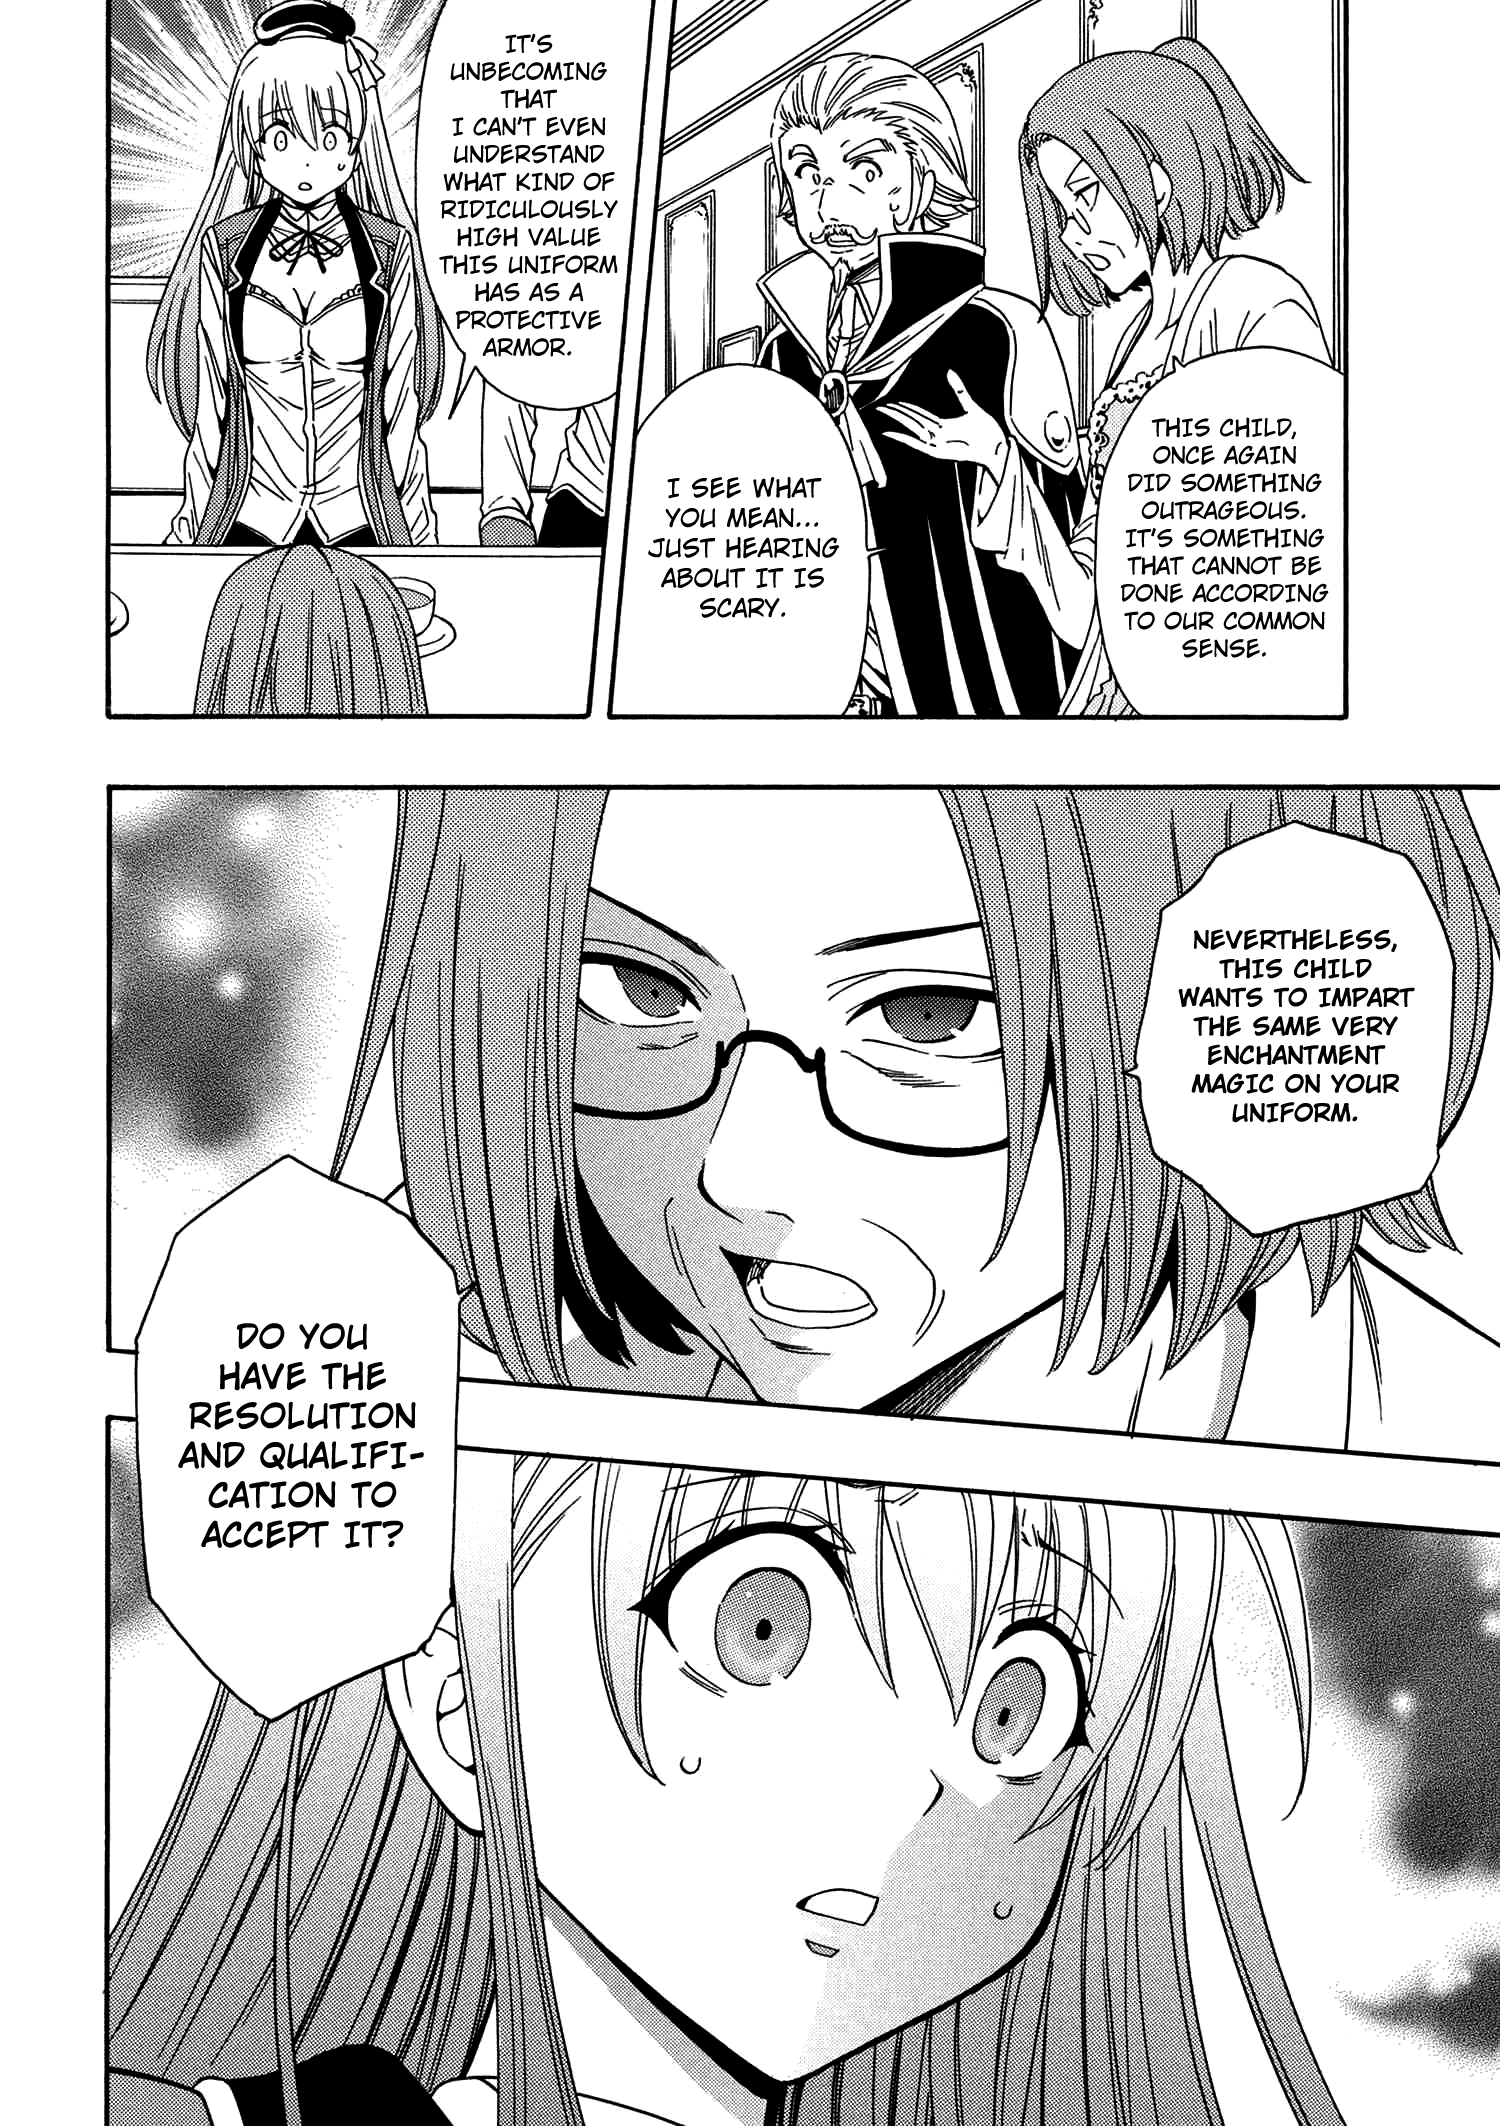 THIS CHILD,
ONCE AGAIN
DID SOMETHING
OUTRAGEOUS.
IT'S SOMETHING
THAT CANNOT BE
DONE ACCORDING
TO OUR COMMON
SENSE.
I SEE WHAT
YOU MEAN...
JUST HEARING
ABOUT IT IS
SCARY.
IT'S
UNBECOMING
THAT
I CAN'T EVEN
UNDERSTAND
WHAT KIND OF
RIDICULOUSLY
HIGH VALUE
THIS UNIFORM
HAS AS A
PROTECTIVE
ARMOR.
NEVERTHELESS,
THIS CHILD
WANTS TO IMPART
THE SAME VERY
ENCHANTMENT
MAGIC ON YOUR
UNIFORM.
DO YOU
HAVE THE
RESOLUTION
AND QUALIFI-
CATION TO
ACCEPT IT?